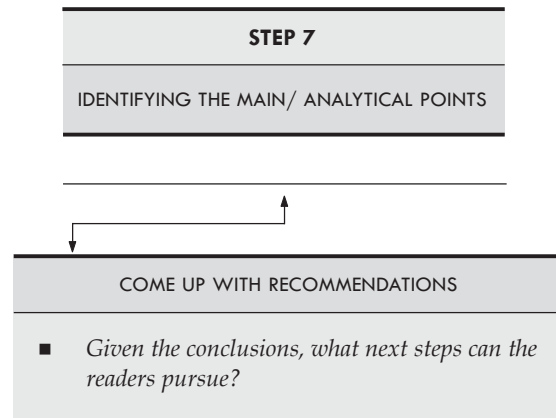 STEP 7
IDENTIFYING THE MAIN/ ANALYTICAL POINTS
COME UP WITH RECOMMENDATIONS
■ Given the conclusions, what next steps can the
readers pursue?